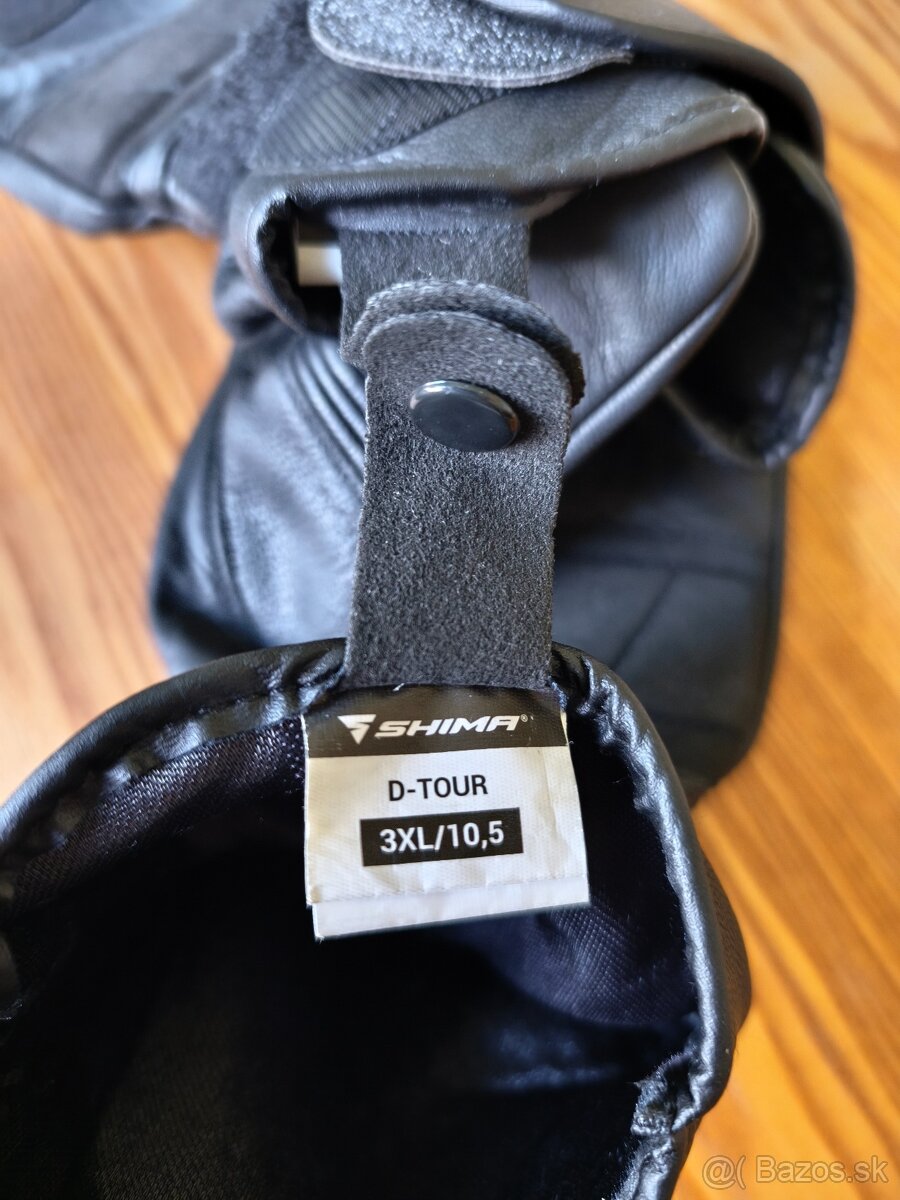 SHIMA®
D-TOUR
3XL/10,5
@( Bazos.sk